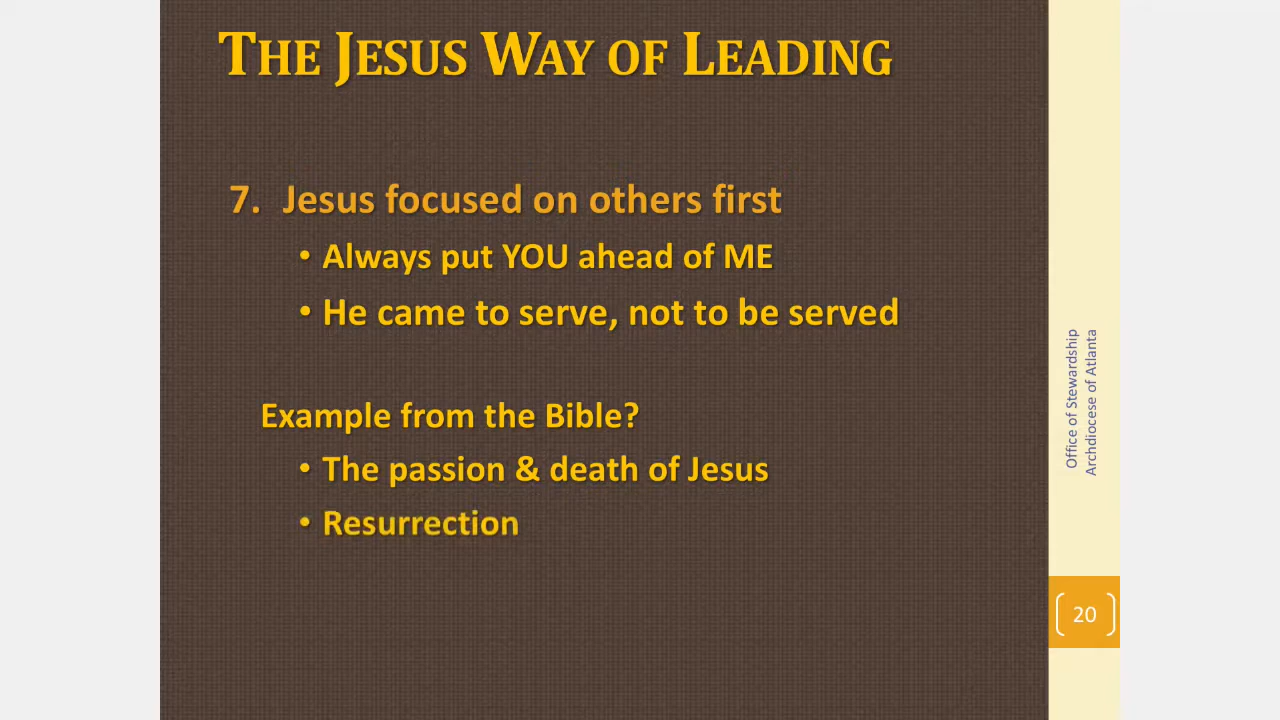 THE JESUS WAY OF LEADING
7. Jesus focused on others first
• Always put YOU ahead of ME
• He came to serve, not to be served
Example from the Bible?
• The passion & death of Jesus
• Resurrection
Office of Stewardship
Archdiocese of Atlanta
20